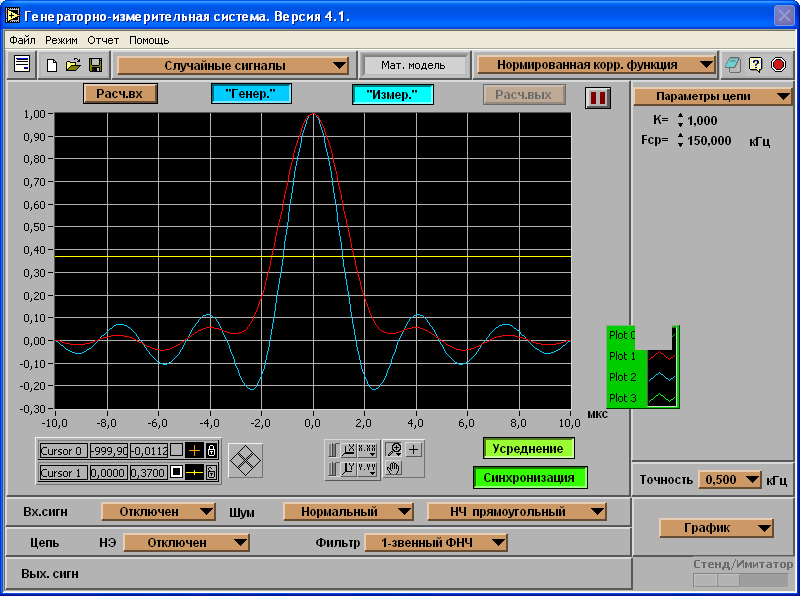 Генераторно-измерительная система. Версия 4.1.
Файл Режим Отчет Помощь
Случайные сигналы Мат. модель Нормированная корр. функция
Расч.вх "Генер." "Измер." Расч.вых
Параметры цепи
K= 1,000
Fср= 150,000 кГц
1,00
0,90
0,80
0,70
0,60
0,50
0,40
0,30
0,20
0,10
0,00
-0,10
-0,20
-0,30
-10,0 -8,0 -6,0 -4,0 -2,0 0,0 2,0 4,0 6,0 8,0 10,0 мкс
Plot 0
Plot 1
Plot 2
Plot 3
Cursor 0 -999,90 -0,0112
Cursor 1 0,0000 0,3700
X X.XX
Y Y.YY
Усреднение
Синхронизация
Точность 0,500 кГц
Вх.сигн Отключен Шум Нормальный НЧ прямоугольный
График
Цепь НЭ Отключен Фильтр 1-звенный ФНЧ
Стенд/Имитатор
Вых. сигн